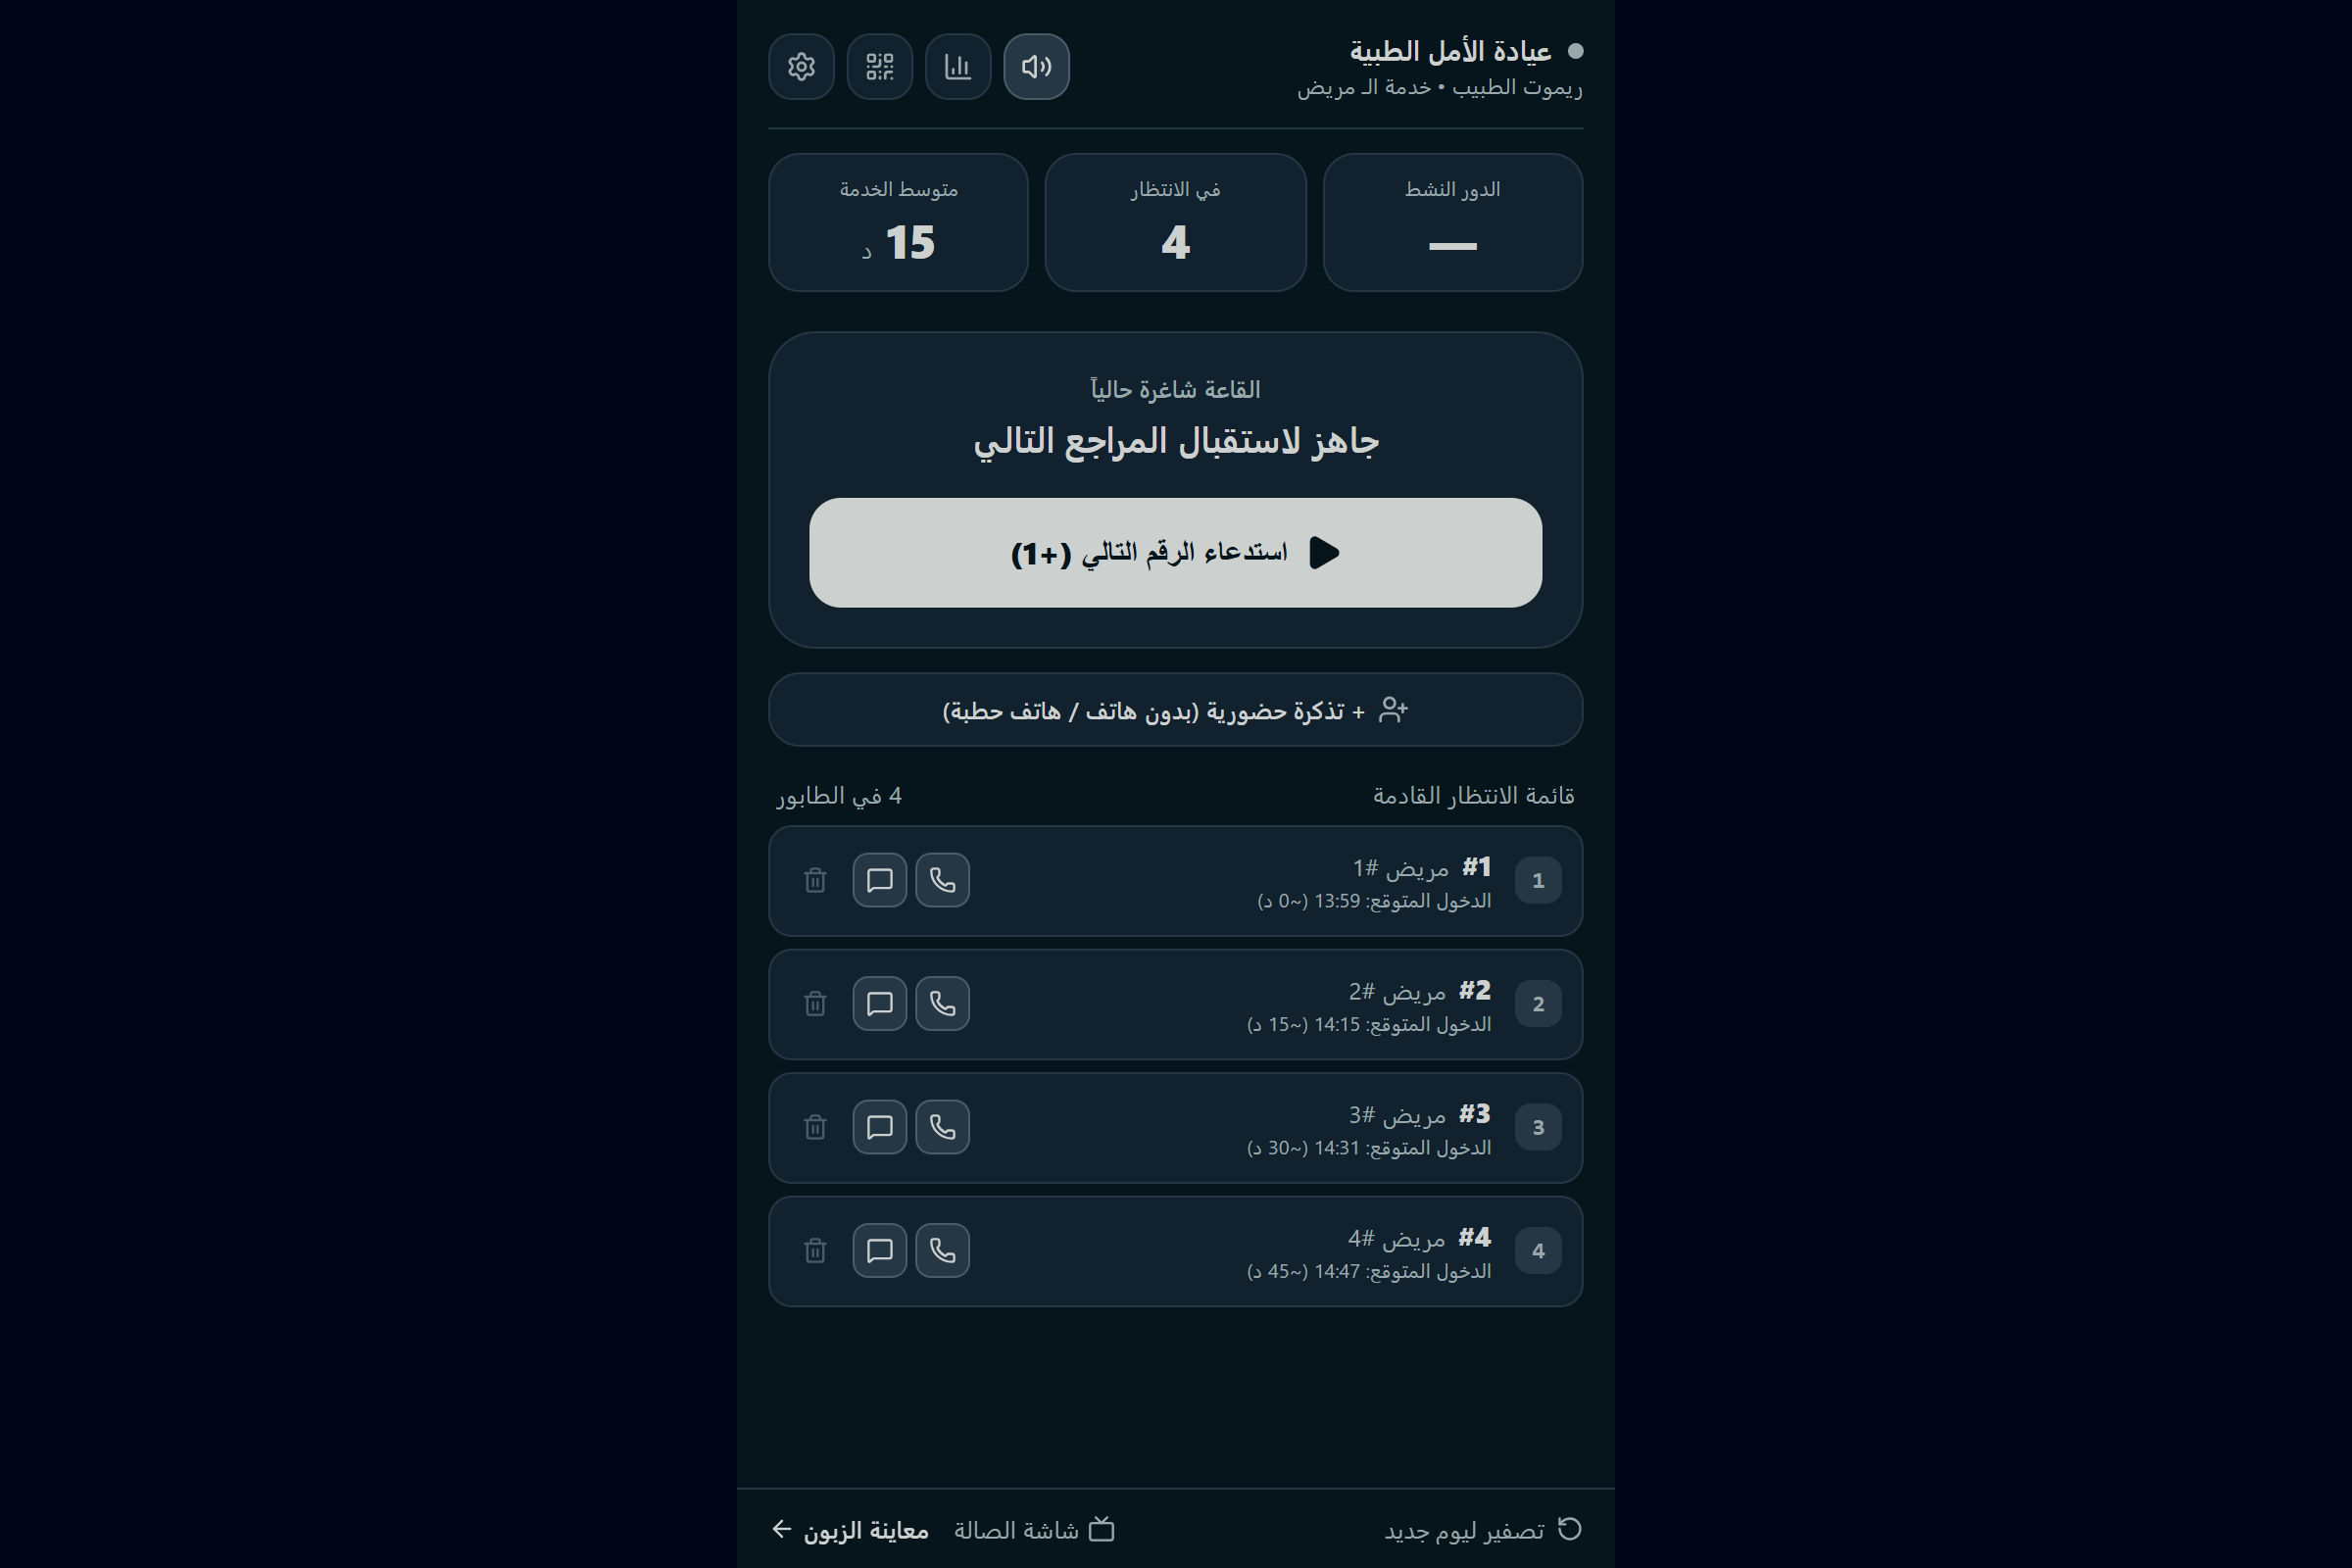 عيادة الأمل الطبية
ريموت الطبيب • خدمة الـ مريض
الدور النشط
—
في الانتظار
4
متوسط الخدمة
15 د
القاعة شاغرة حالياً
جاهز لاستقبال المراجع التالي
استدعاء الرقم التالي (+1)
+ تذكرة حضورية (بدون هاتف / هاتف حطبة)
قائمة الانتظار القادمة
4 في الطابور
1
#1 مريض #1
الدخول المتوقع: 13:59 (~0 د)
2
#2 مريض #2
الدخول المتوقع: 14:15 (~15 د)
3
#3 مريض #3
الدخول المتوقع: 14:31 (~30 د)
4
#4 مريض #4
الدخول المتوقع: 14:47 (~45 د)
تصفير ليوم جديد
شاشة الصالة
معاينة الزبون ←